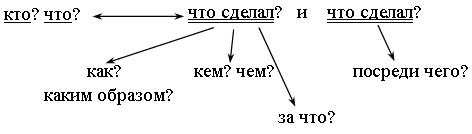 кто? что? что сделал? и что сделал?
как? кем? чем? посреди чего?
каким образом?
за что?